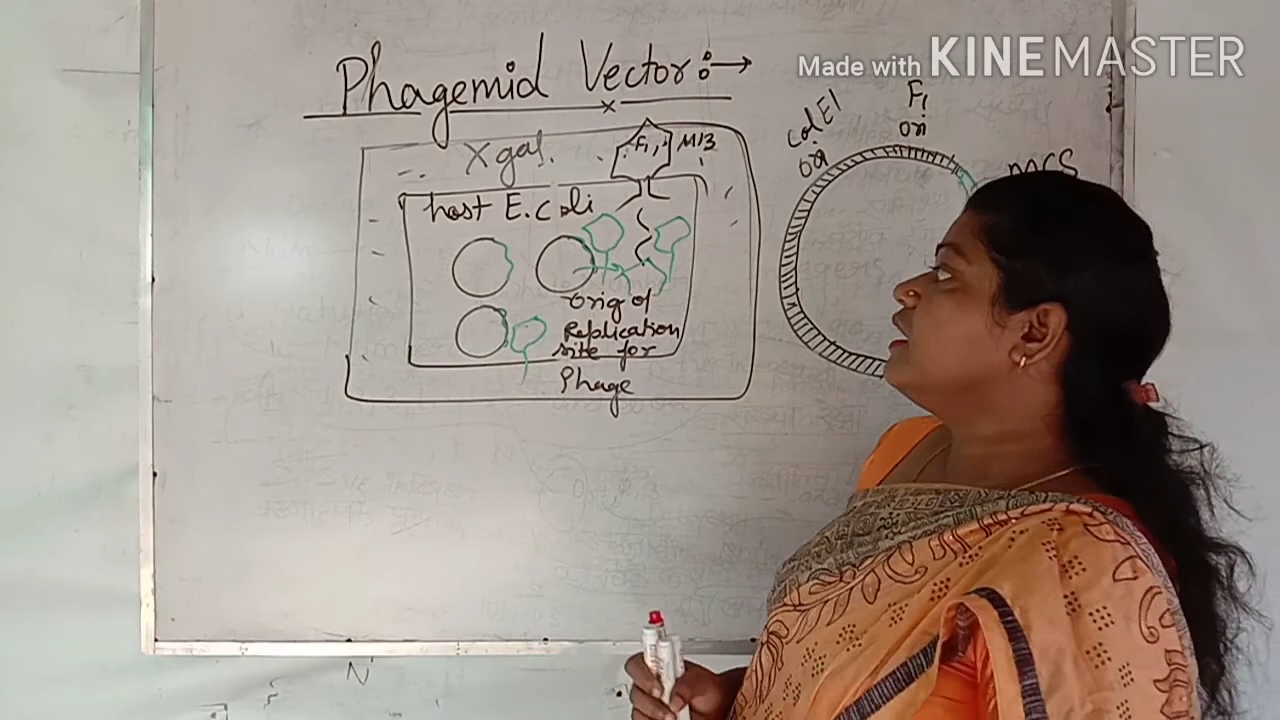 Phagemid Vector :→
Made with KINEMASTER
X gal.
F1, M13
host E.coli
orig of
Replication
site for
Phage
col E1
ori
F1
ori
MCS
N